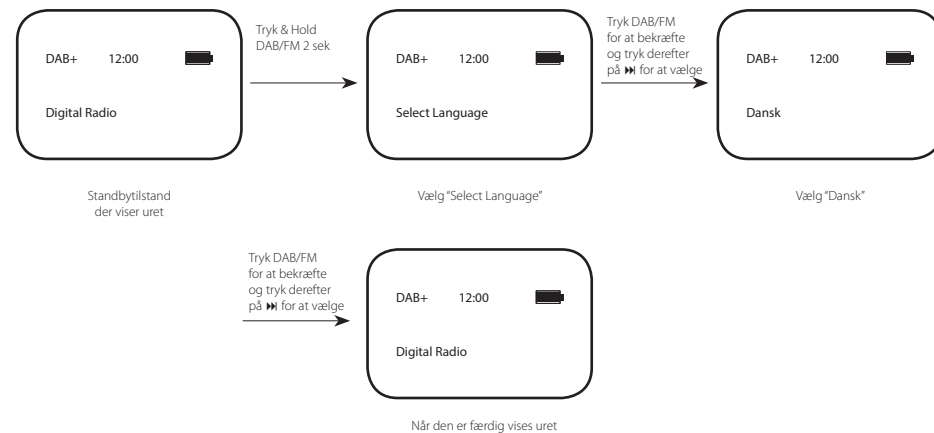 DAB+ 12:00
Digital Radio
Standbytilstand
der viser uret
Tryk & Hold
DAB/FM 2 sek
DAB+ 12:00
Select Language
Vælg "Select Language"
Tryk DAB/FM
for at bekræfte
og tryk derefter
på ⏭ for at vælge
DAB+ 12:00
Dansk
Vælg "Dansk"
Tryk DAB/FM
for at bekræfte
og tryk derefter
på ⏭ for at vælge
DAB+ 12:00
Digital Radio
Når den er færdig vises uret